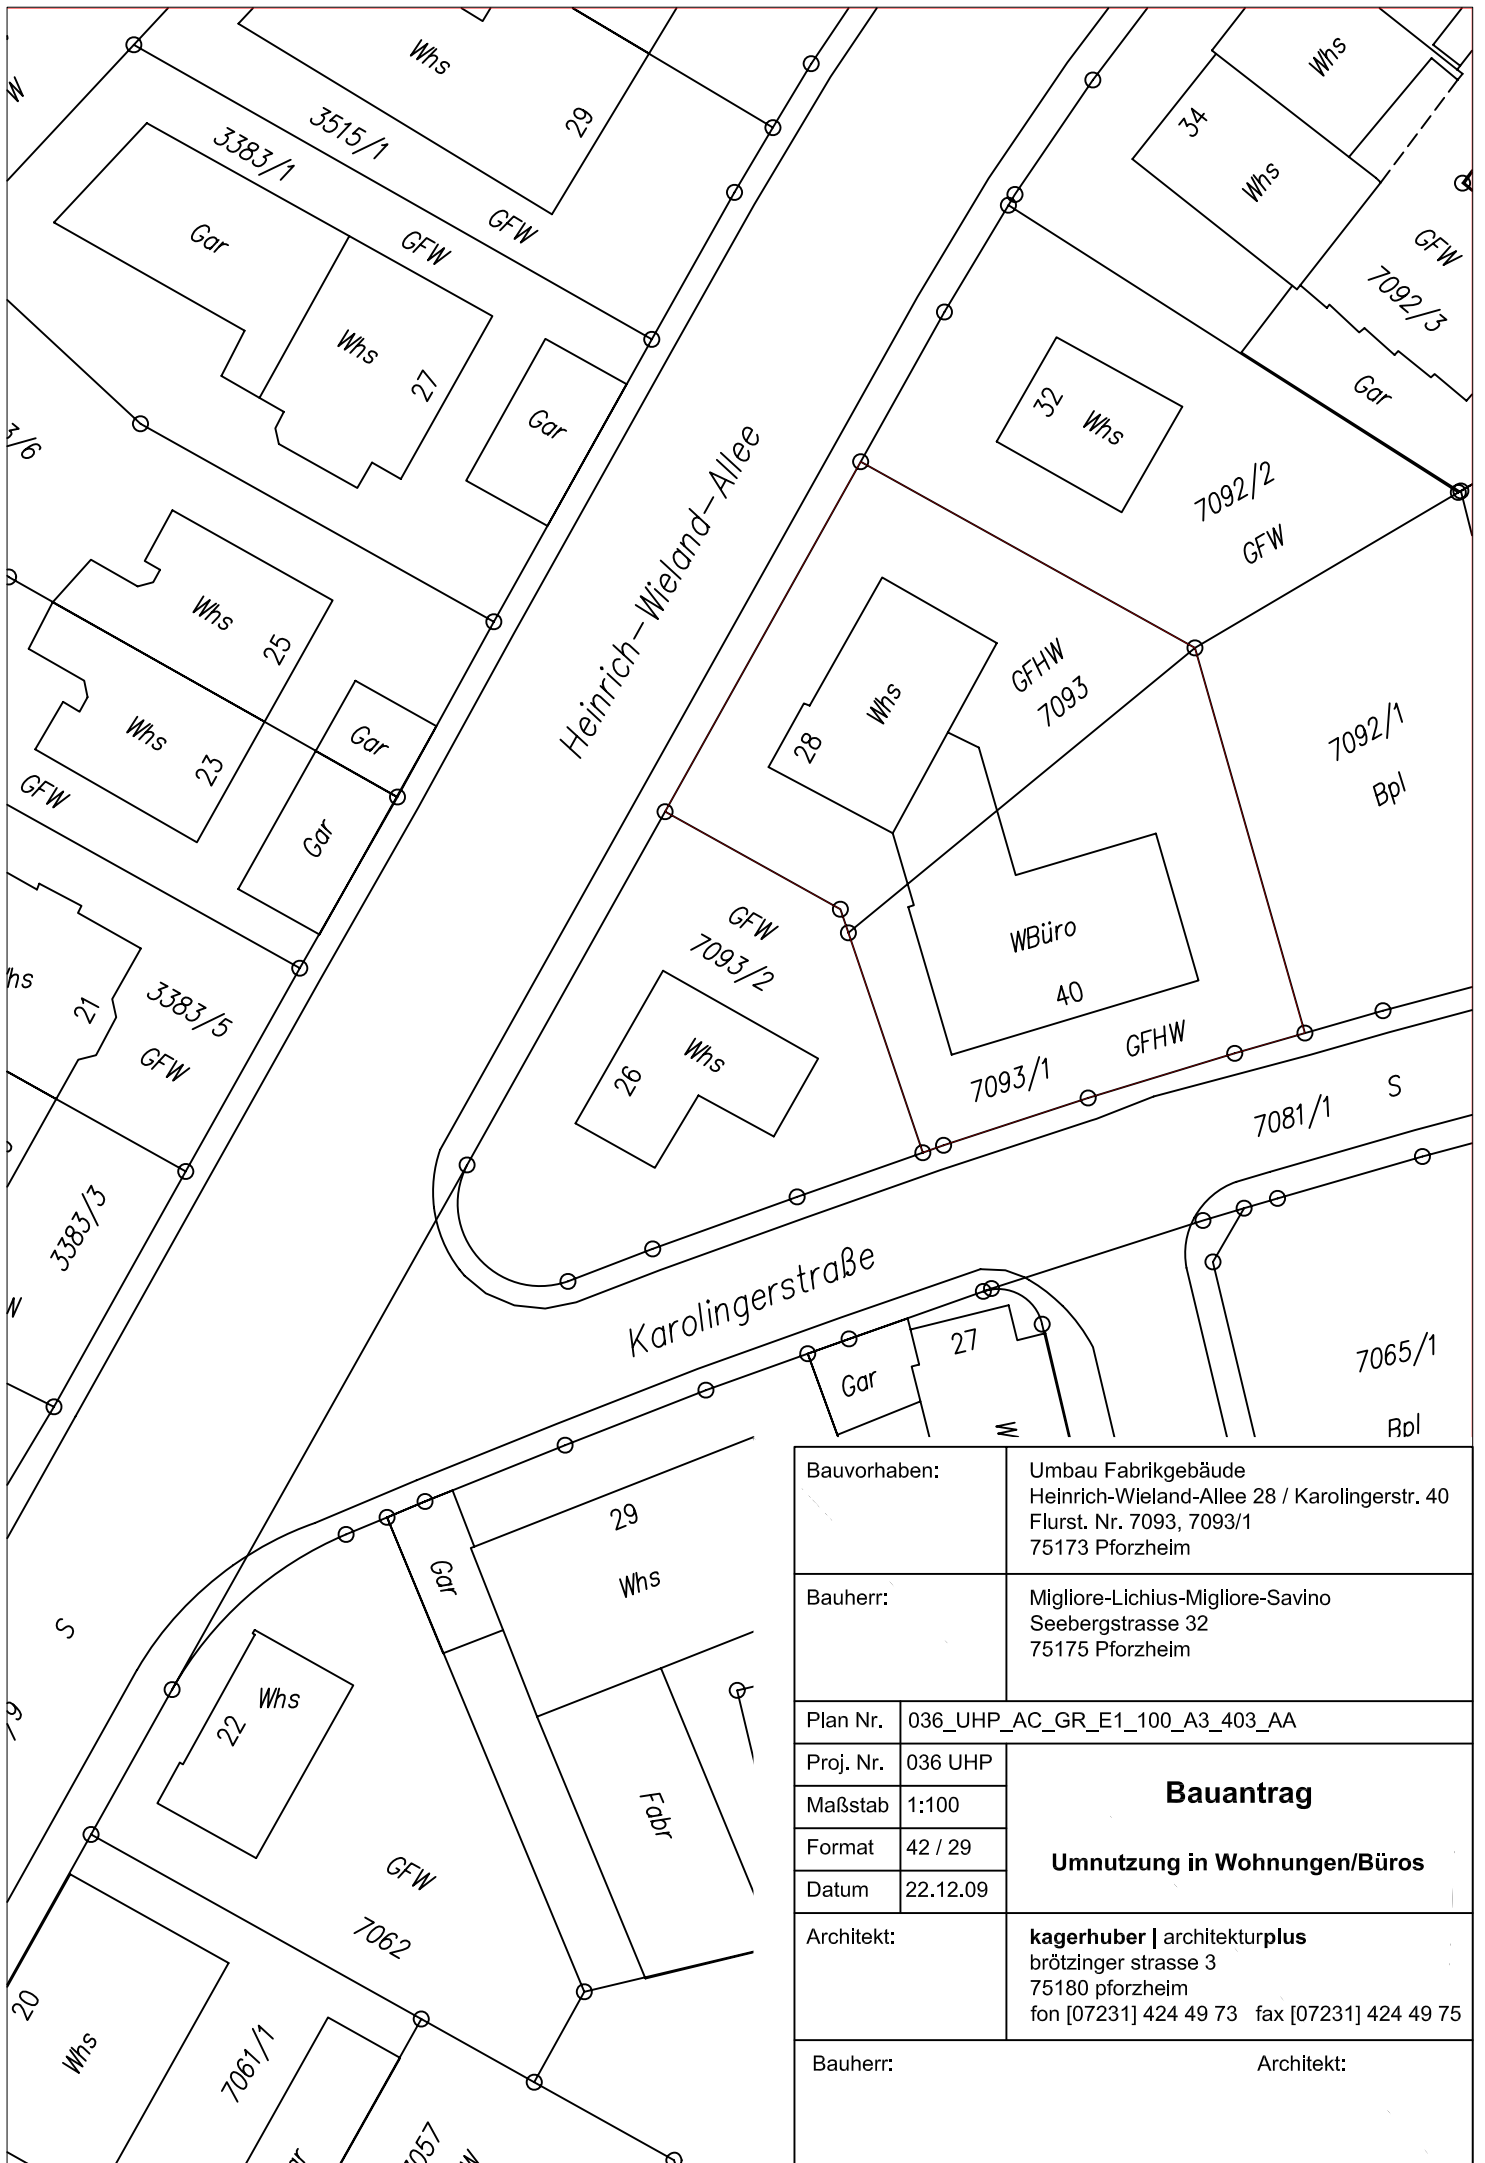 Whs
29
3515/1
3383/1
GFW
GFW
Gar
Whs
27
Gar
Whs
34
Whs
GFW
7092/3
Gar
32
Whs
7092/2
GFW
3/6
Heinrich-Wieland-Allee
Whs
25
Whs
23
Gar
Gar
GFW
GFHW
7093
Whs
28
7092/1
Bpl
GFW
7093/2
WBüro
40
GFHW
7093/1
Whs
26
21
3383/5
GFW
3383/3
7081/1
S
Karolingerstraße
27
Gar
7065/1
Bpl
29
Whs
Gar
Fabr
S
Whs
22
GFW
7062
20
Whs
7061/1
Bauvorhaben:
Umbau Fabrikgebäude
Heinrich-Wieland-Allee 28 / Karolingerstr. 40
Flurst. Nr. 7093, 7093/1
75173 Pforzheim
Bauherr:
Migliore-Lichius-Migliore-Savino
Seebergstrasse 32
75175 Pforzheim
Plan Nr. 036_UHP_AC_GR_E1_100_A3_403_AA
Proj. Nr. 036 UHP
Maßstab 1:100
Format 42 / 29
Datum 22.12.09
Bauantrag
Umnutzung in Wohnungen/Büros
Architekt:
kagerhuber | architekturplus
brötzinger strasse 3
75180 pforzheim
fon [07231] 424 49 73 fax [07231] 424 49 75
Bauherr: Architekt: